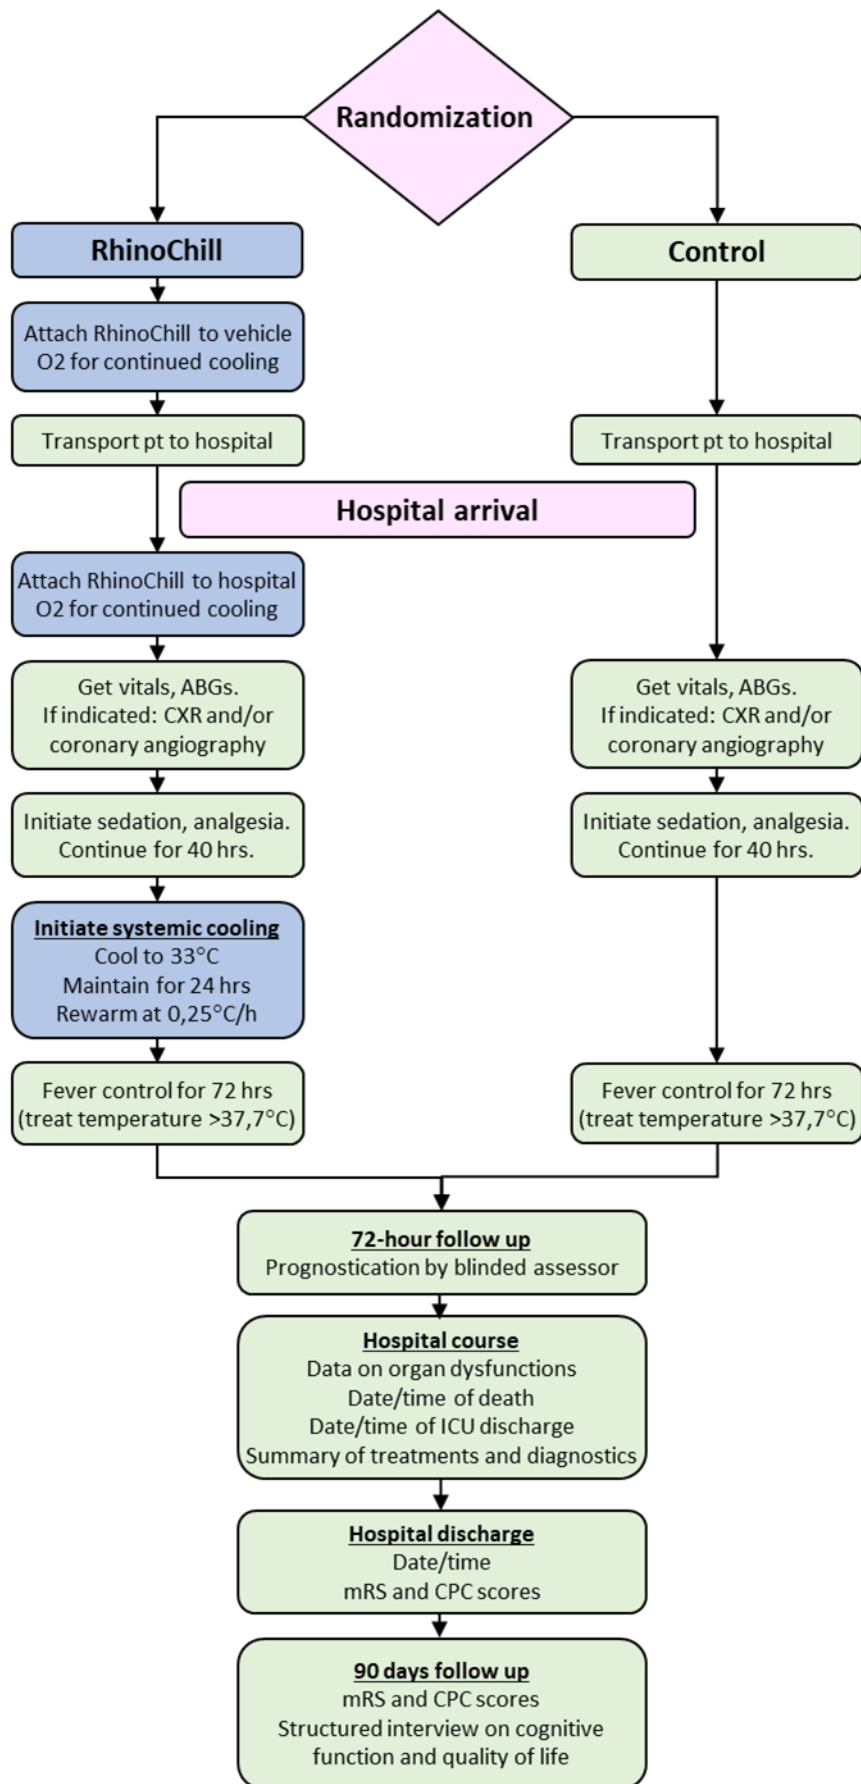 Randomization
RhinoChill
Control
Attach RhinoChill to vehicle
O2 for continued cooling
Transport pt to hospital
Transport pt to hospital
Hospital arrival
Attach RhinoChill to hospital
O2 for continued cooling
Get vitals, ABGs.
If indicated: CXR and/or
coronary angiography
Get vitals, ABGs.
If indicated: CXR and/or
coronary angiography
Initiate sedation, analgesia.
Continue for 40 hrs.
Initiate sedation, analgesia.
Continue for 40 hrs.
Initiate systemic cooling
Cool to 33°C
Maintain for 24 hrs
Rewarm at 0,25°C/h
Fever control for 72 hrs
(treat temperature >37,7°C)
Fever control for 72 hrs
(treat temperature >37,7°C)
72-hour follow up
Prognostication by blinded assessor
Hospital course
Data on organ dysfunctions
Date/time of death
Date/time of ICU discharge
Summary of treatments and diagnostics
Hospital discharge
Date/time
mRS and CPC scores
90 days follow up
mRS and CPC scores
Structured interview on cognitive
function and quality of life